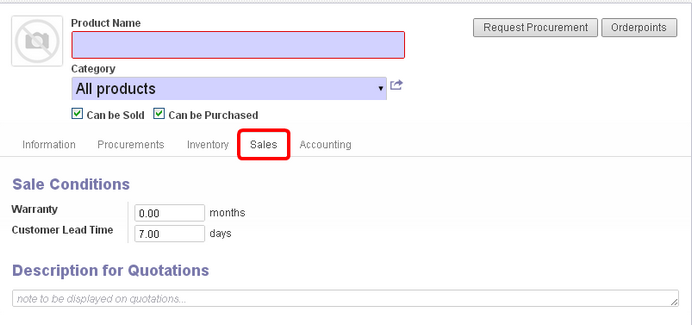 Product Name
Request Procurement Orderpoints
Category
All products
Can be Sold Can be Purchased
Information Procurements Inventory Sales Accounting
Sale Conditions
Warranty 0.00 months
Customer Lead Time 7.00 days
Description for Quotations
note to be displayed on quotations...